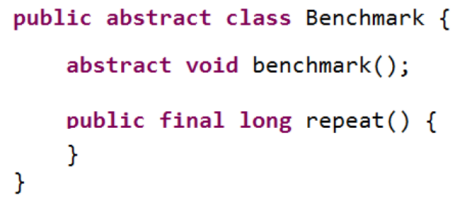 public abstract class Benchmark {
abstract void benchmark();
public final long repeat() {
}
}